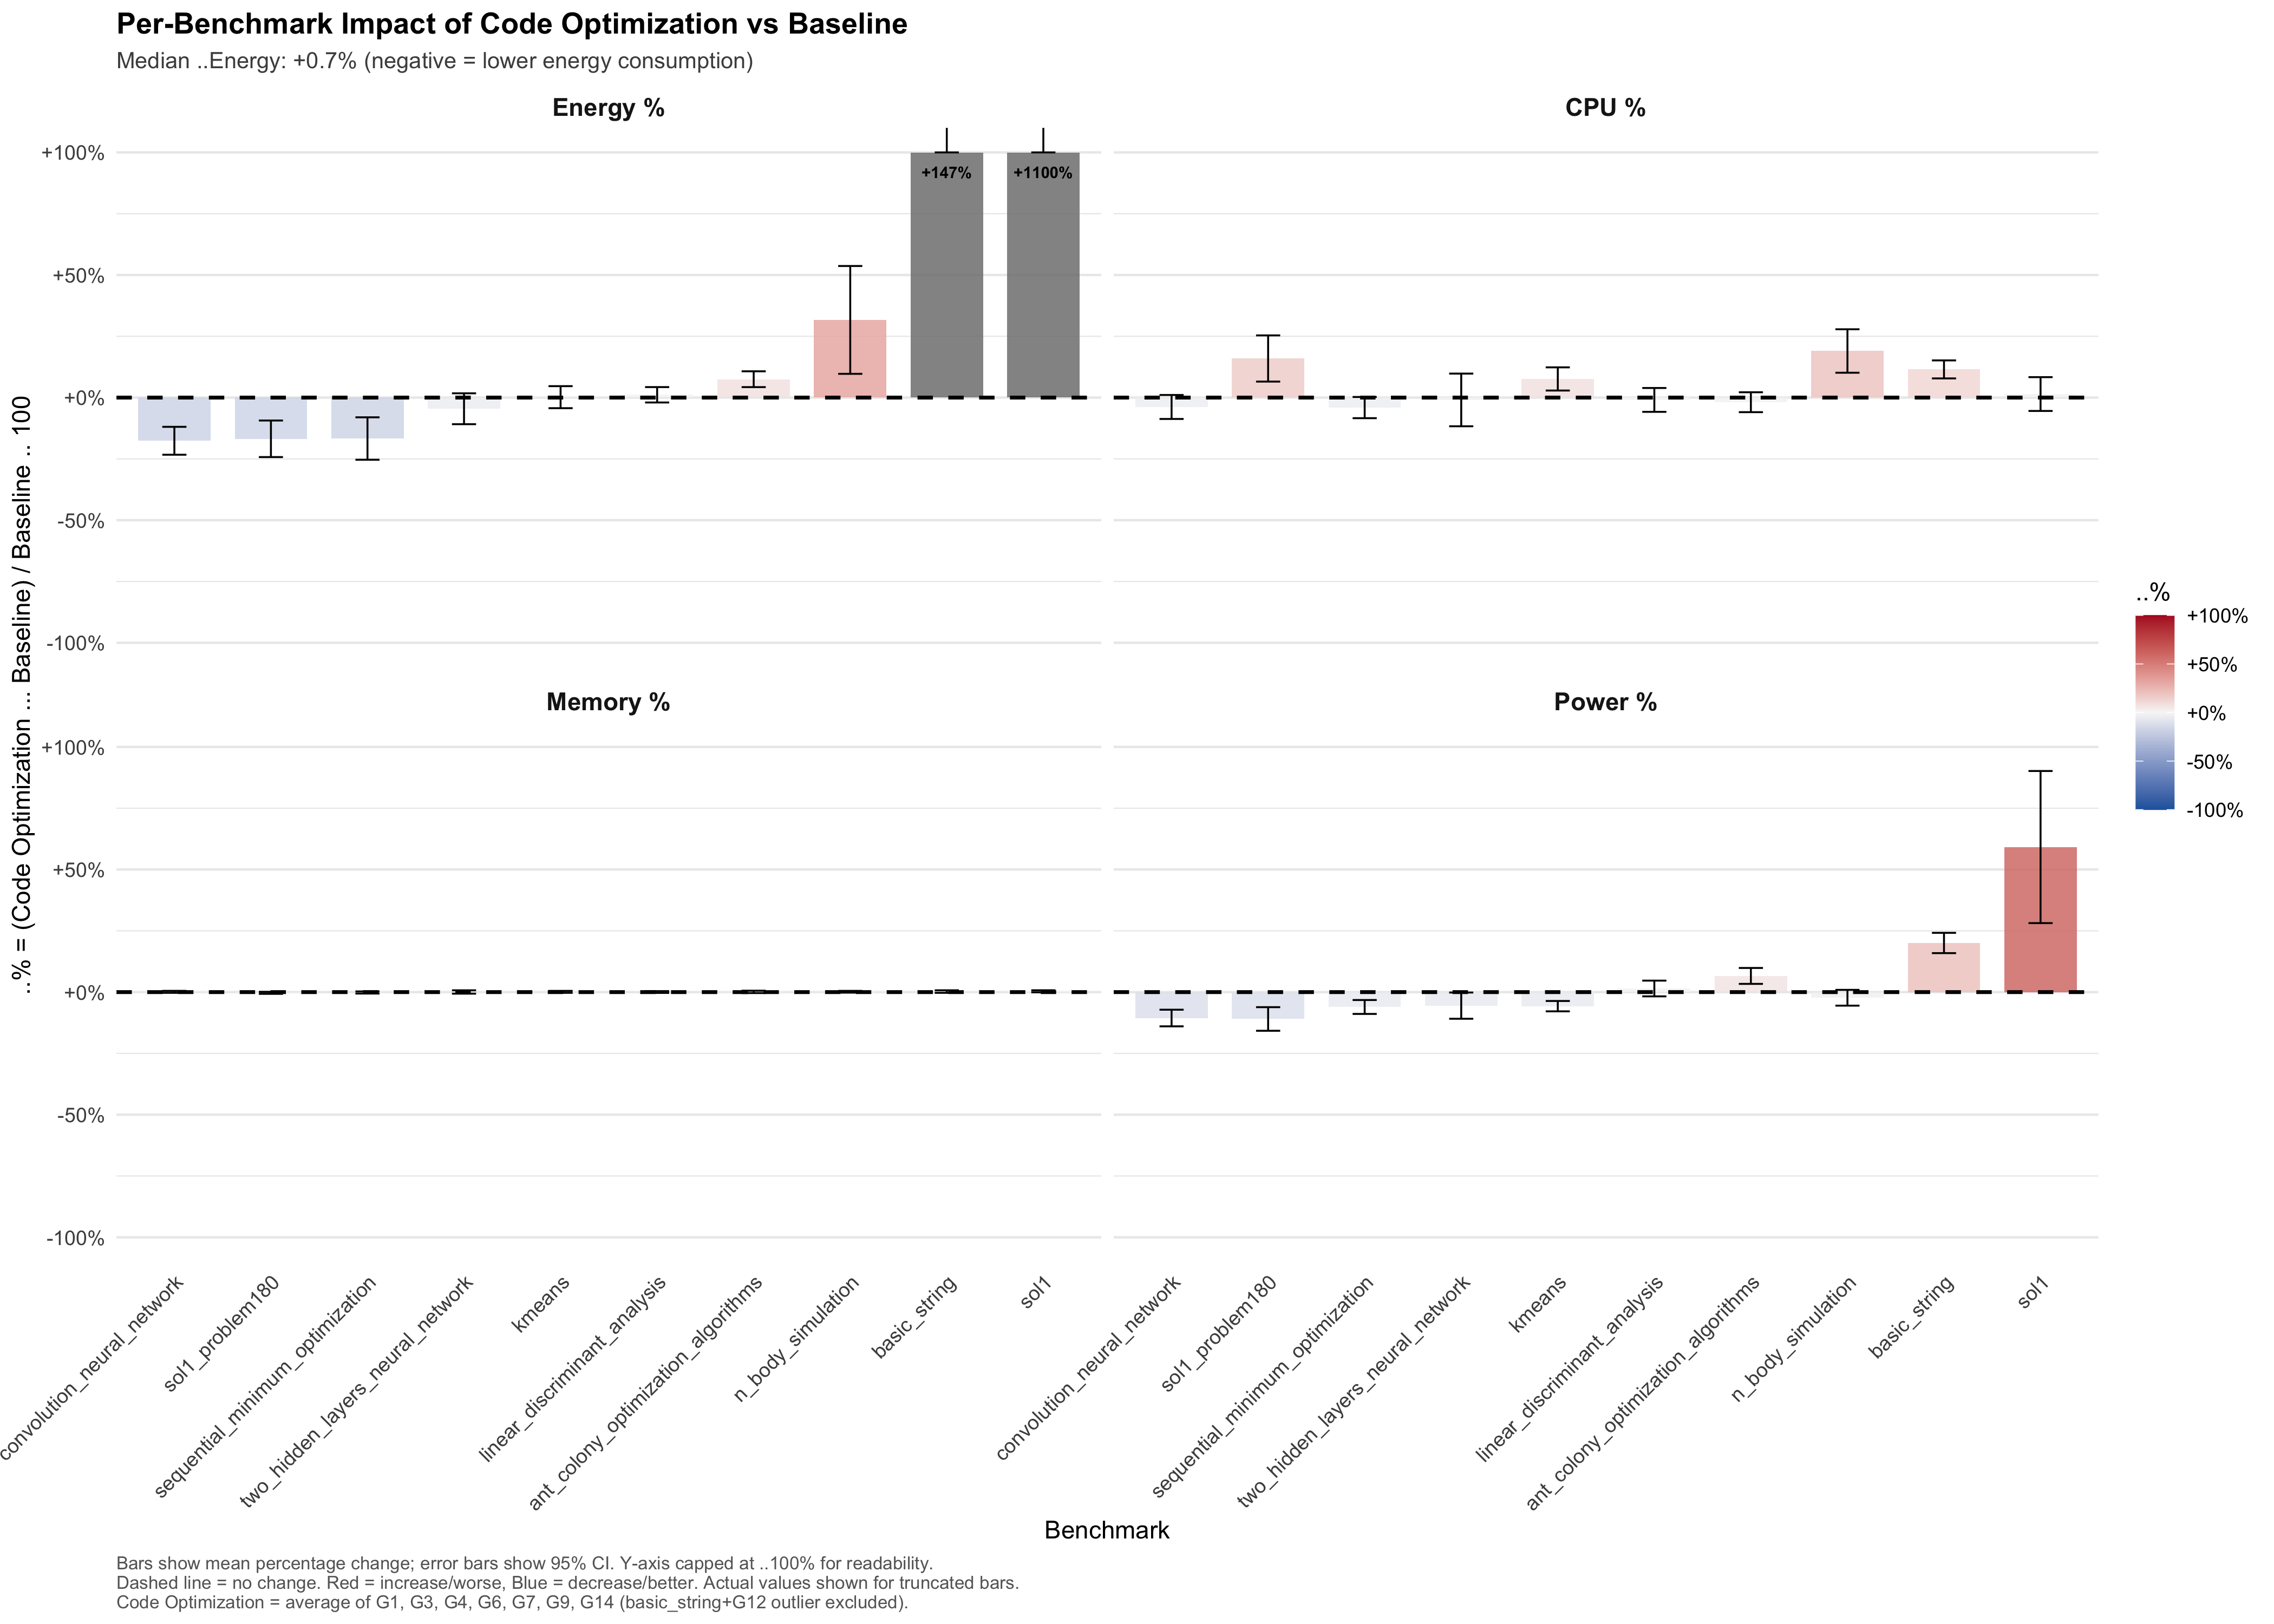 Per-Benchmark Impact of Code Optimization vs Baseline
Median ..Energy: +0.7% (negative = lower energy consumption)
Energy %
CPU %
+100%
+50%
+0%
-50%
-100%
+147%
+1100%
Memory %
Power %
+100%
+50%
+0%
-50%
-100%
..% = (Code Optimization ... Baseline) / Baseline .. 100
..%
+100%
+50%
+0%
-50%
-100%
convolution_neural_network
sol1_problem180
sequential_minimum_optimization
two_hidden_layers_neural_network
kmeans
linear_discriminant_analysis
ant_colony_optimization_algorithms
n_body_simulation
basic_string
sol1
convolution_neural_network
sol1_problem180
sequential_minimum_optimization
two_hidden_layers_neural_network
kmeans
linear_discriminant_analysis
ant_colony_optimization_algorithms
n_body_simulation
basic_string
sol1
Benchmark
Bars show mean percentage change; error bars show 95% CI. Y-axis capped at ..100% for readability.
Dashed line = no change. Red = increase/worse, Blue = decrease/better. Actual values shown for truncated bars.
Code Optimization = average of G1, G3, G4, G6, G7, G9, G14 (basic_string+G12 outlier excluded).